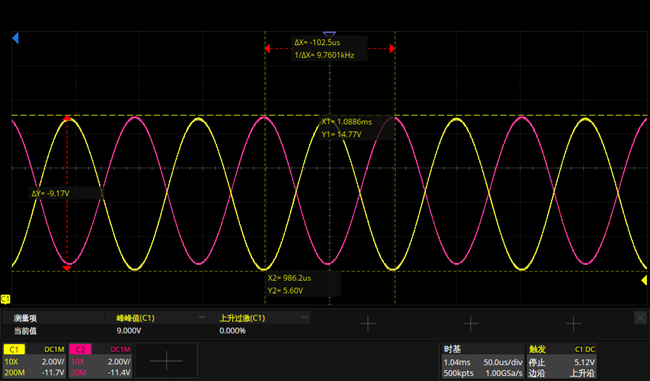 ΔX= -102.5us
1/ΔX= 9.7601kHz
X1= 1.0886ms
Y1= 14.77V
ΔY= -9.17V
X2= 986.2us
Y2= 5.60V
C1
测量项 峰峰值(C1) 上升过激(C1)
当前值 9.000V 0.000%
C1 DC1M C2 DC1M 时基 触发 C1 DC
10X 2.00V/ 10X 2.00V/ 1.04ms 50.0us/div 停止 5.12V
200M -11.7V 20M -11.4V 500kpts 1.00GSa/s 边沿 上升沿